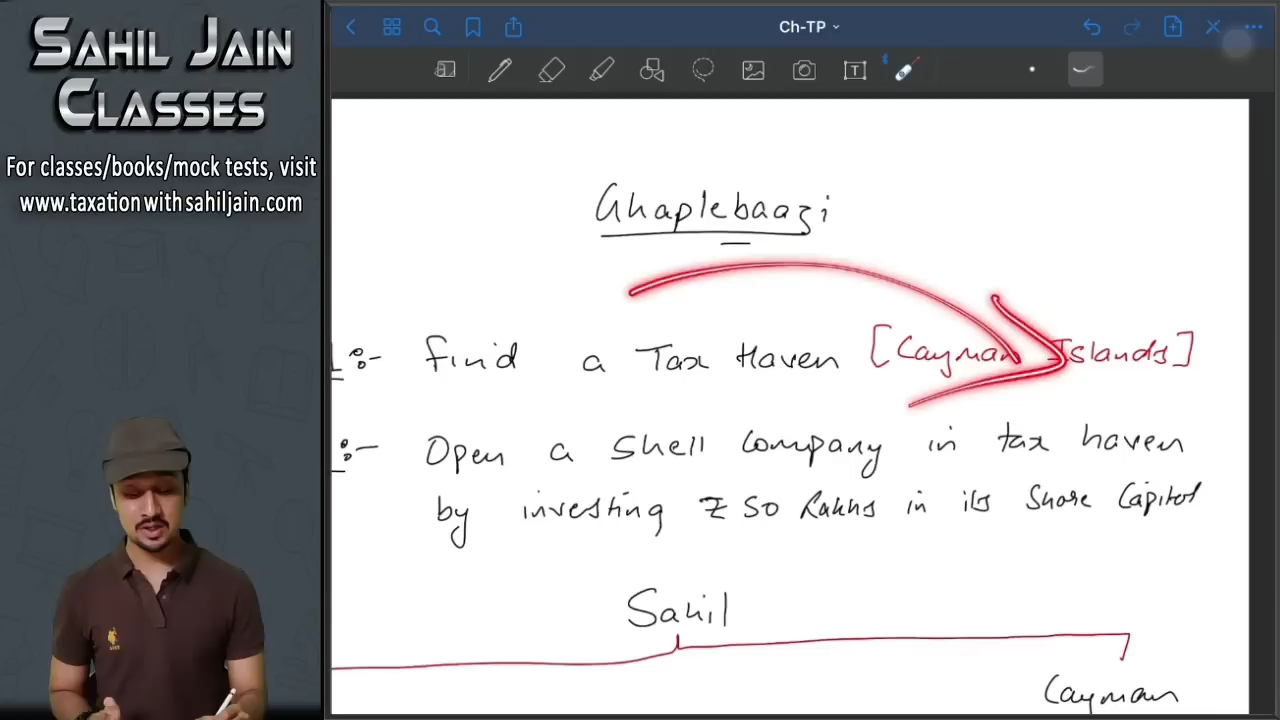 SAHIL JAIN
CLASSES
For classes/books/mock tests, visit
www.taxationwithsahiljain.com
Ch-TP
T
Ghaplebaazi
1:- Find a Tax Haven [Cayman Islands]
:- Open a Shell Company in tax haven
by investing ₹ 50 Lakhs in its Share Capital
Sahil
Cayman